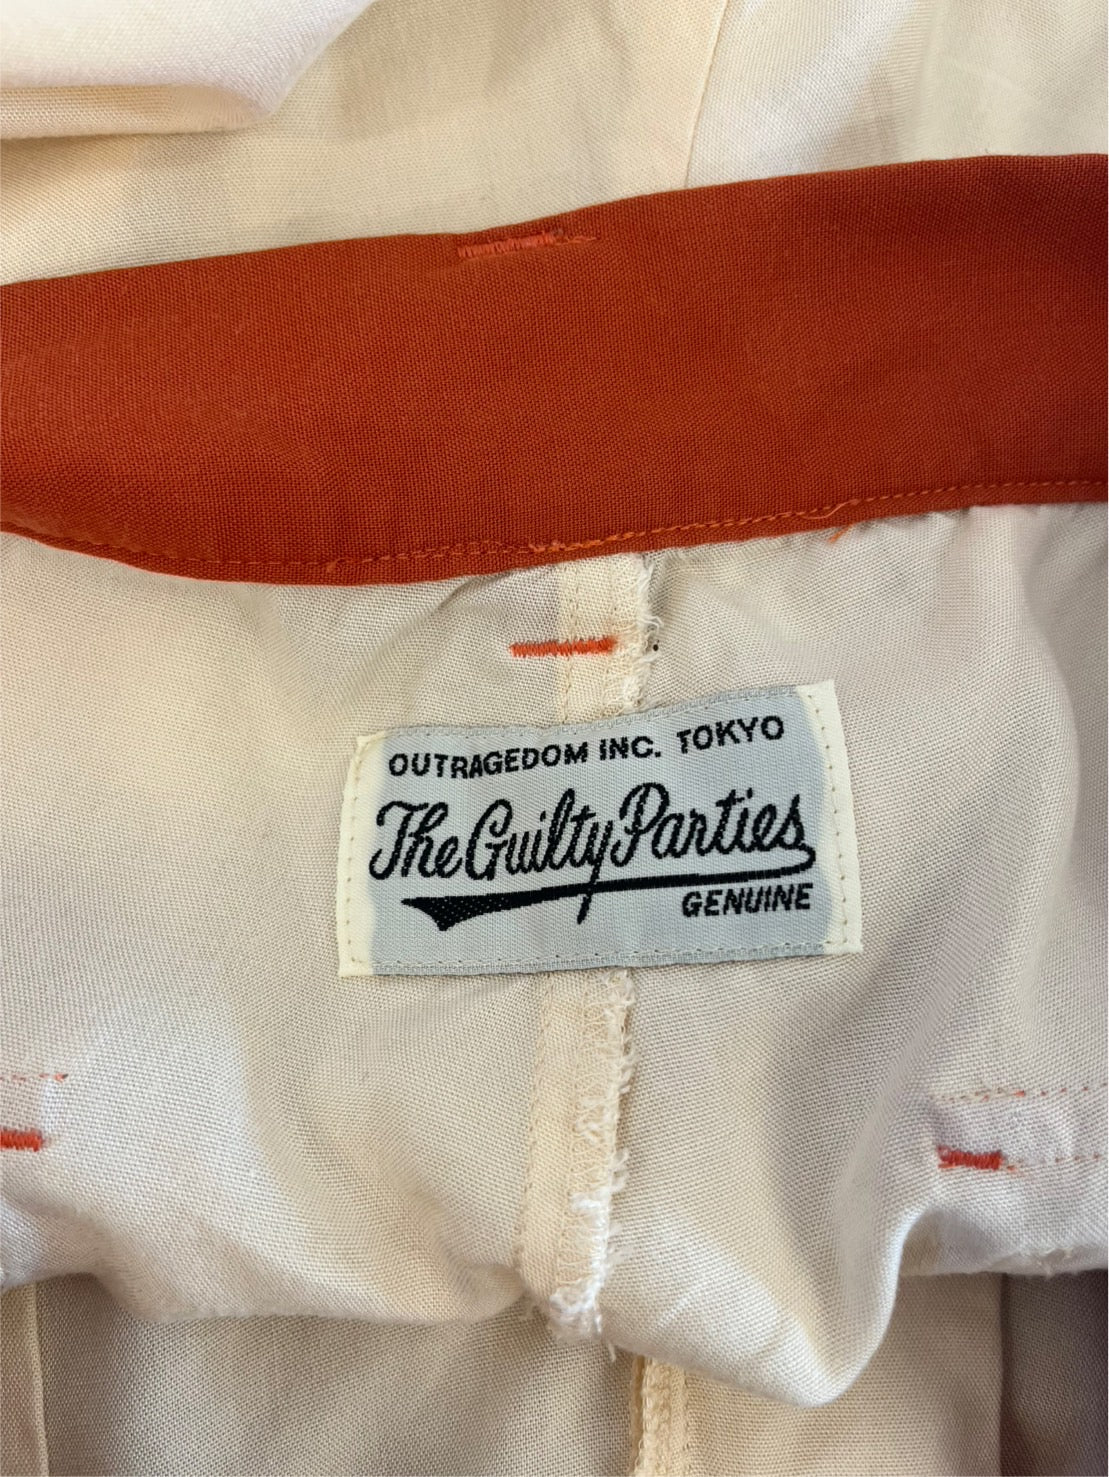 OUTRAGEDOM INC. TOKYO
The Guilty Parties
GENUINE